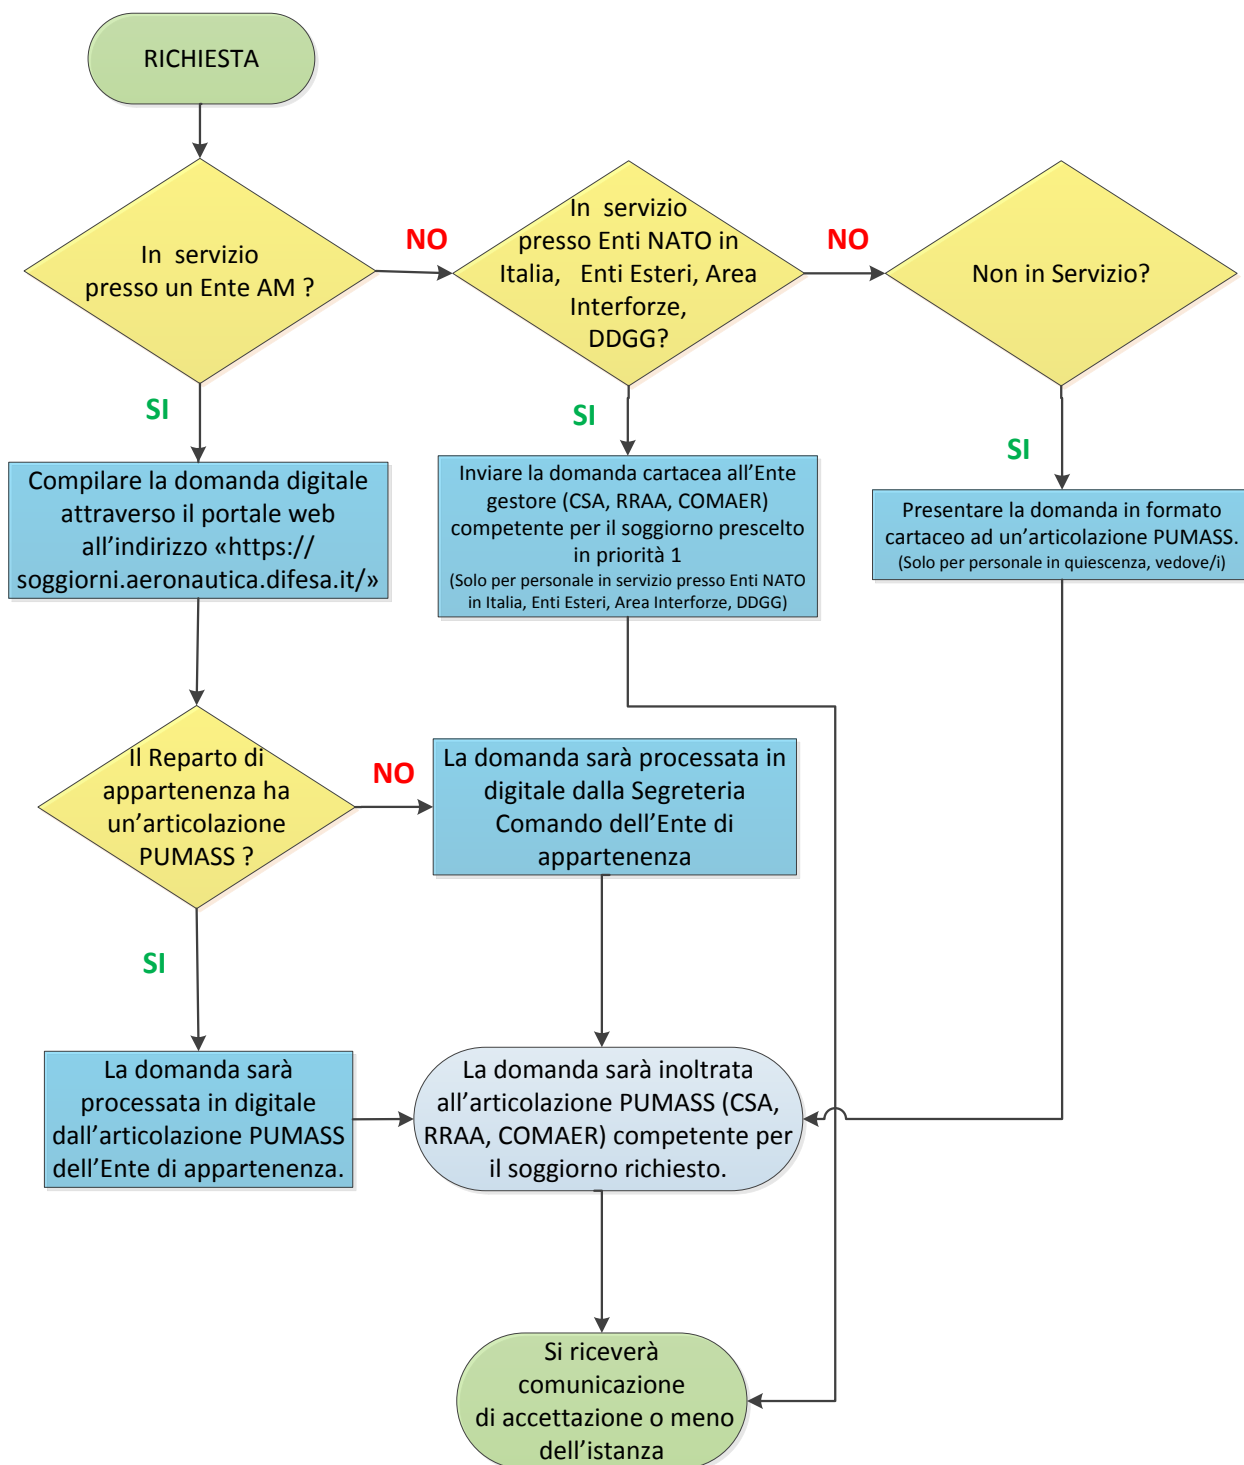 RICHIESTA
In servizio
presso un Ente AM ?
NO
In servizio
presso Enti NATO in
Italia, Enti Esteri, Area
Interforze,
DDGG?
NO
Non in Servizio?
SI
SI
SI
Compilare la domanda digitale
attraverso il portale web
all’indirizzo «https://
soggiorni.aeronautica.difesa.it/»
Inviare la domanda cartacea all’Ente
gestore (CSA, RRAA, COMAER)
competente per il soggiorno prescelto
in priorità 1
(Solo per personale in servizio presso Enti NATO
in Italia, Enti Esteri, Area Interforze, DDGG)
Presentare la domanda in formato
cartaceo ad un’articolazione PUMASS.
(Solo per personale in quiescenza, vedove/i)
Il Reparto di
appartenenza ha
un’articolazione
PUMASS ?
NO
La domanda sarà processata in
digitale dalla Segreteria
Comando dell’Ente di
appartenenza
SI
La domanda sarà
processata in digitale
dall’articolazione PUMASS
dell’Ente di appartenenza.
La domanda sarà inoltrata
all’articolazione PUMASS (CSA,
RRAA, COMAER) competente per
il soggiorno richiesto.
Si riceverà
comunicazione
di accettazione o meno
dell’istanza